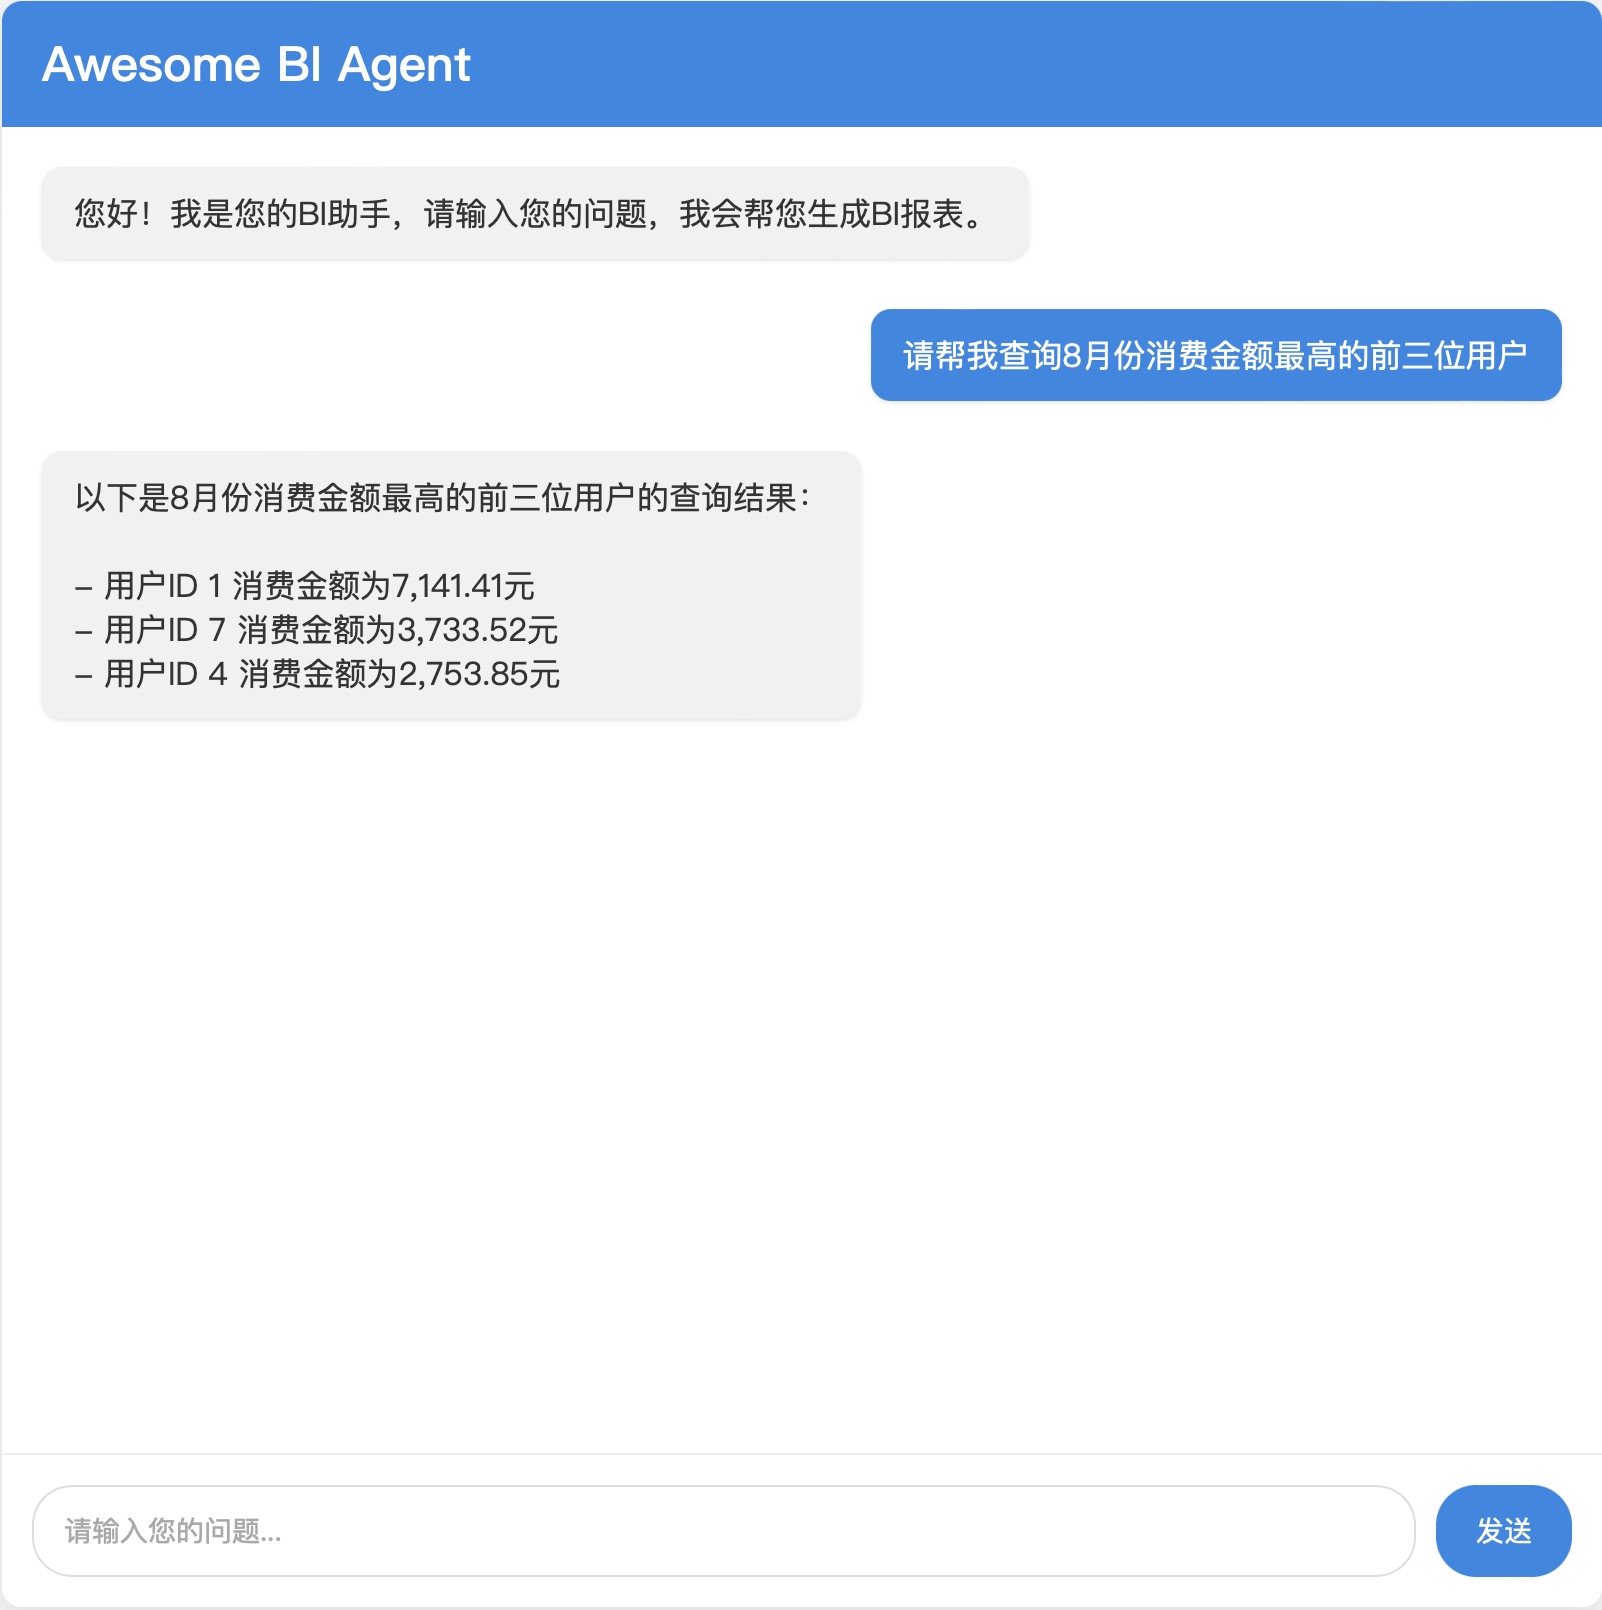 Awesome BI Agent
您好！我是您的BI助手，请输入您的问题，我会帮您生成BI报表。
请帮我查询8月份消费金额最高的前三位用户
以下是8月份消费金额最高的前三位用户的查询结果：
- 用户ID 1 消费金额为7,141.41元
- 用户ID 7 消费金额为3,733.52元
- 用户ID 4 消费金额为2,753.85元
请输入您的问题...
发送